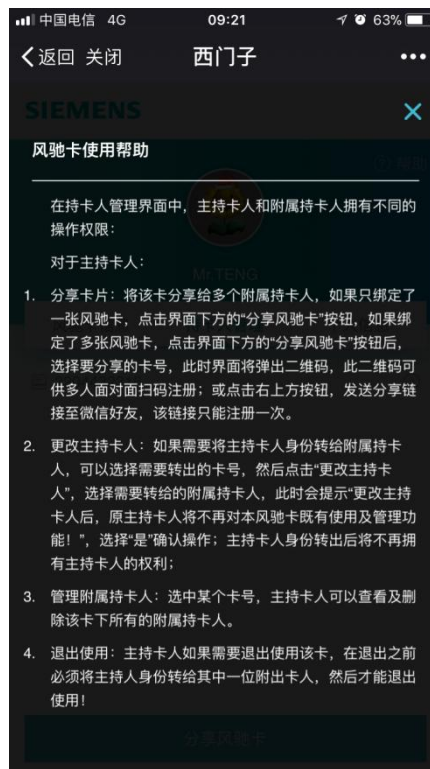 中国电信 4G 09:21 63%
返回 关闭 西门子
SIEMENS
风驰卡使用帮助
在持卡人管理界面中，主持卡人和附属持卡人拥有不同的
操作权限：
对于主持卡人：
Mr.TENG
1. 分享卡片：将该卡分享给多个附属持卡人，如果只绑定了
一张风驰卡，点击界面下方的“分享风驰卡”按钮，如果绑
定了多张风驰卡，点击界面下方的“分享风驰卡”按钮后，
选择要分享的卡号，此时界面将弹出二维码，此二维码可
供多人面对面扫码注册；或点击右上方按钮，发送分享链
接至微信好友，该链接只能注册一次。
2. 更改主持卡人：如果需要将主持卡人身份转给附属持卡
人，可以选择需要转出的卡号，然后点击“更改主持卡
人”，选择需要转给的附属持卡人，此时会提示“更改主持
卡人后，原主持卡人将不再对本风驰卡既有使用及管理功
能！”，选择“是”确认操作；主持卡人身份转出后将不再拥
有主持卡人的权利；
3. 管理附属持卡人：选中某个卡号，主持卡人可以查看及删
除该卡下所有的附属持卡人。
4. 退出使用：主持卡人如果需要退出使用该卡，在退出之前
必须将主持人身份转给其中一位附出卡人，然后才能退出
使用！
分享风驰卡